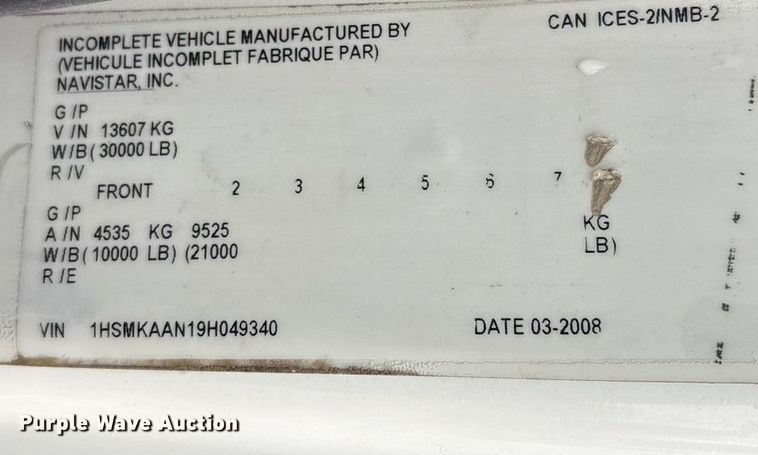 CAN ICES-2/NMB-2
INCOMPLETE VEHICLE MANUFACTURED BY
(VEHICULE INCOMPLET FABRIQUE PAR)
NAVISTAR, INC.
G /P
V /N 13607 KG
W/B ( 30000 LB)
R /V
FRONT 2 3 4 5 6 7
G /P
A /N 4535 KG 9525 KG
W/B ( 10000 LB) (21000 LB)
R /E
VIN 1HSMKAAN19H049340 DATE 03-2008
Purple Wave Auction